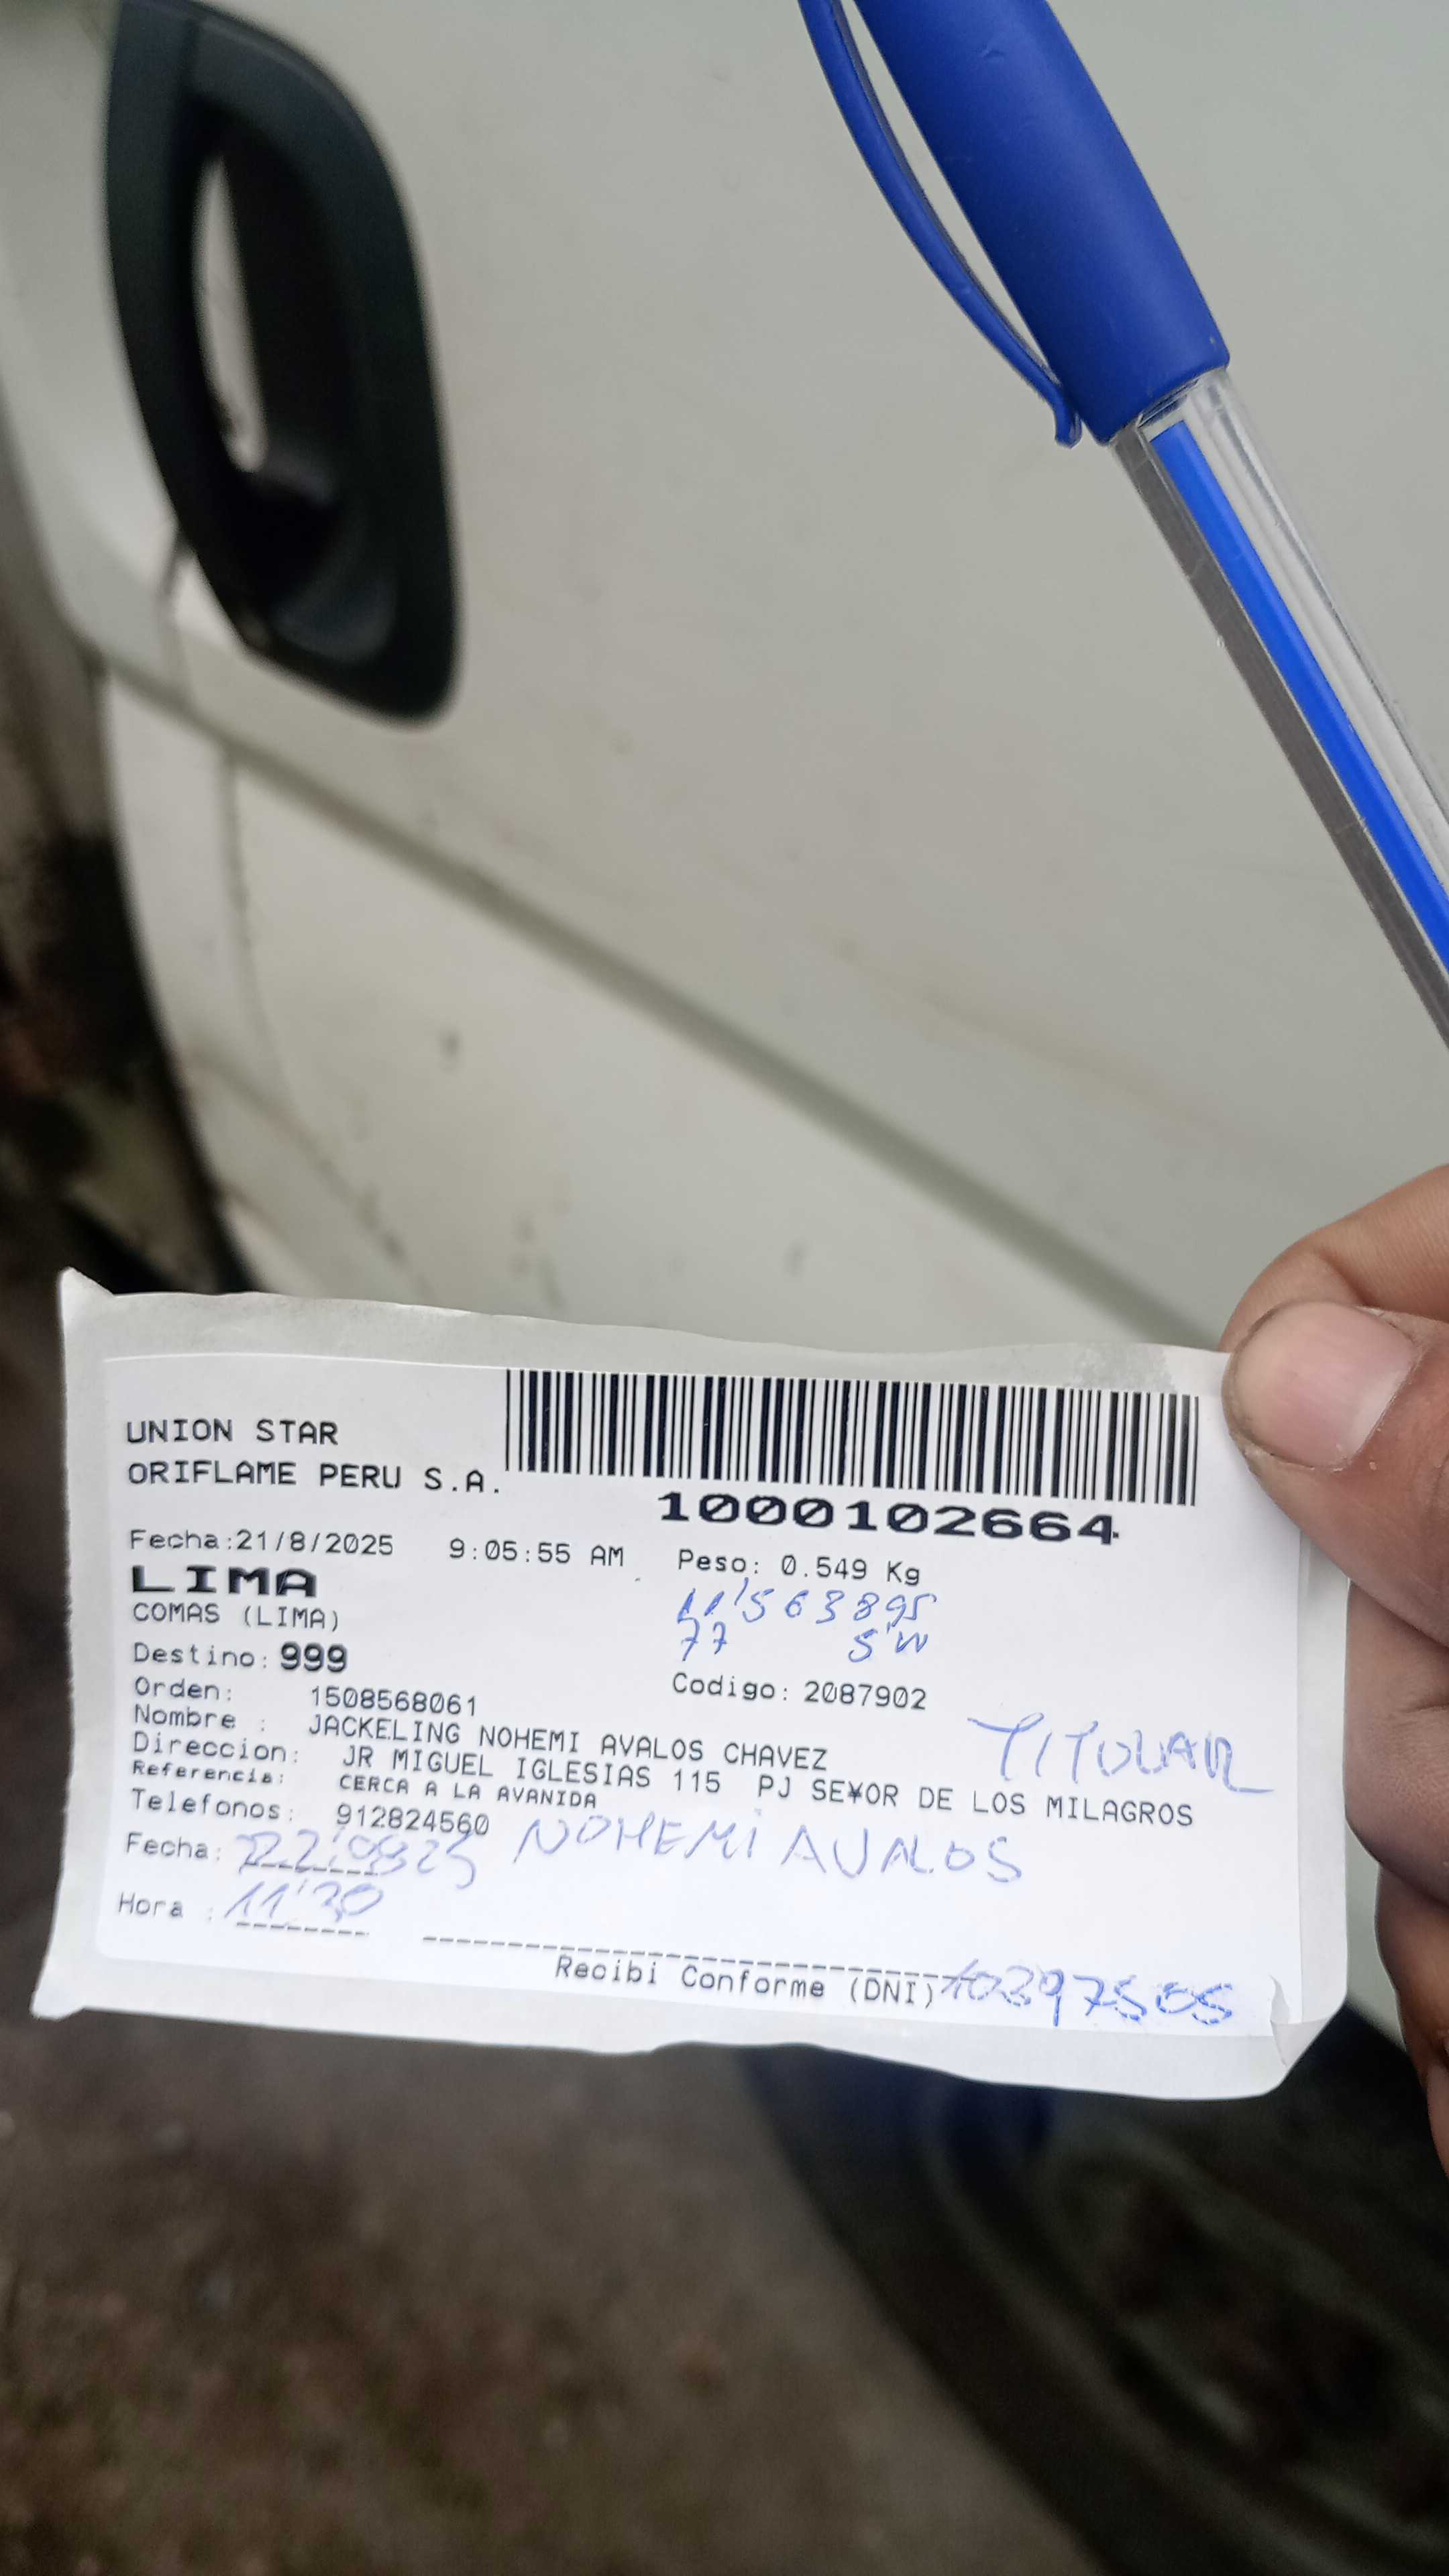 UNION STAR
ORIFLAME PERU S.A.
1000102664
Fecha:21/8/2025 9:05:55 AM Peso: 0.549 Kg
LIMA
COMAS (LIMA)
77
Destino: 999
Orden: 1508568061 Codigo: 2087902
Nombre : JACKELING NOHEMI AVALOS CHAVEZ
TITULAR
Direccion: JR MIGUEL IGLESIAS 115 PJ SE¥OR DE LOS MILAGROS
Referencia: CERCA A LA AVANIDA
Telefonos: 912824560
NOHEMI AVALOS
Fecha:
Hora : 11'30
Recibi Conforme (DNI) 10397505